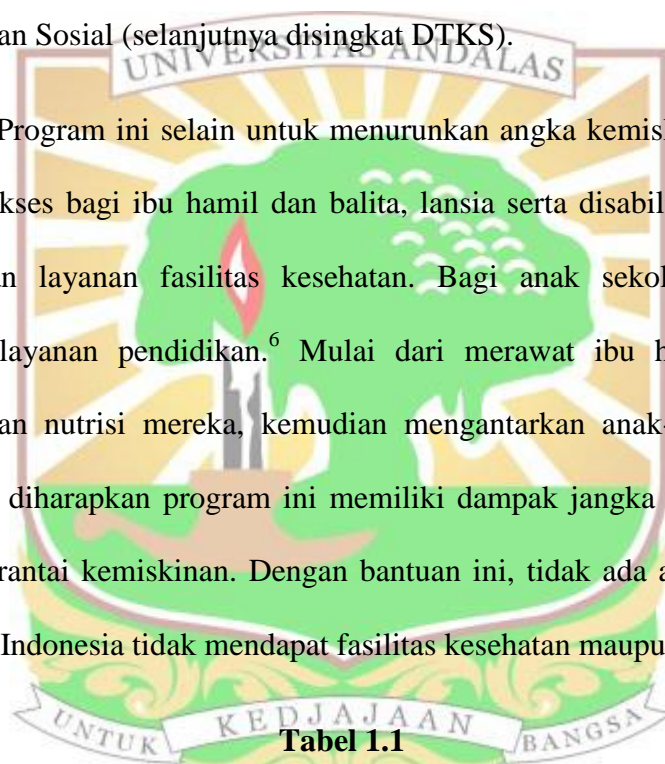 an Sosial (selanjutnya disingkat DTKS).
UNIVERSITAS ANDALAS
Program ini selain untuk menurunkan angka kemisk
kses bagi ibu hamil dan balita, lansia serta disabil
an layanan fasilitas kesehatan. Bagi anak sekol
layanan pendidikan.6 Mulai dari merawat ibu h
an nutrisi mereka, kemudian mengantarkan anak-
diharapkan program ini memiliki dampak jangka
rantai kemiskinan. Dengan bantuan ini, tidak ada a
Indonesia tidak mendapat fasilitas kesehatan maupu
UNTUK KEDJAJAAN BANGSA
Tabel 1.1